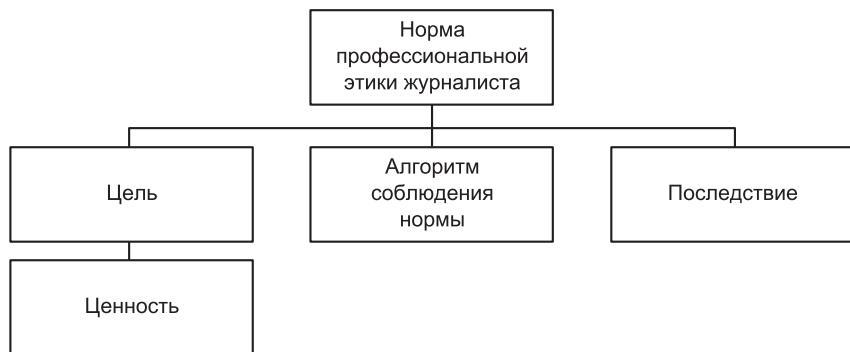 Норма
профессиональной
этики журналиста
Цель
Алгоритм
соблюдения
нормы
Последствие
Ценность